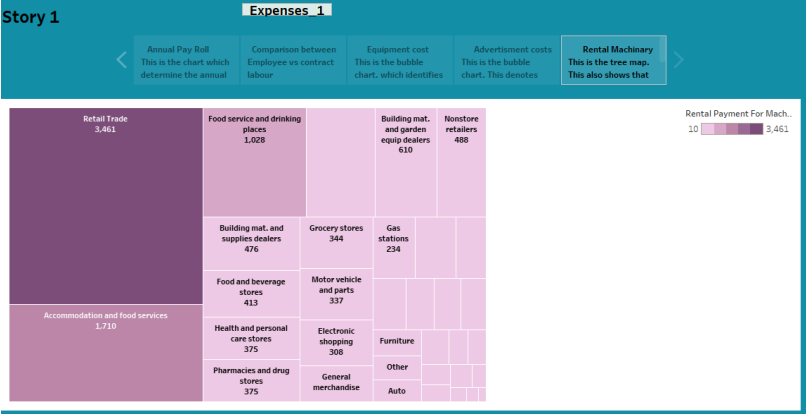 Story 1
Expenses_1
Annual Pay Roll
This is the chart which
determine the annual
Comparison between
Employee us contract
labour
Equipment cost
This is the bubble
chart. which identifies
Advertisment costs
This is the bubble
chart. This denotes
Rental Machinary
This is the tree map.
This also shows that
Retail Trade
3,461
Accommodation and food services
1,710
Food service and drinking
places
1,028
Building mat.
and garden
equip dealers
610
Nonstore
retailers
488
Building mat. and
supplies dealers
476
Grocery stores
344
Gas
stations
234
Food and beverage
stores
413
Motor vehicle
and parts
337
Health and personal
care stores
375
Electronic
shopping
308
Furniture
Pharmacies and drug
stores
375
General
merchandise
Other
Auto
Rental Payment For Mach..
10
3,461